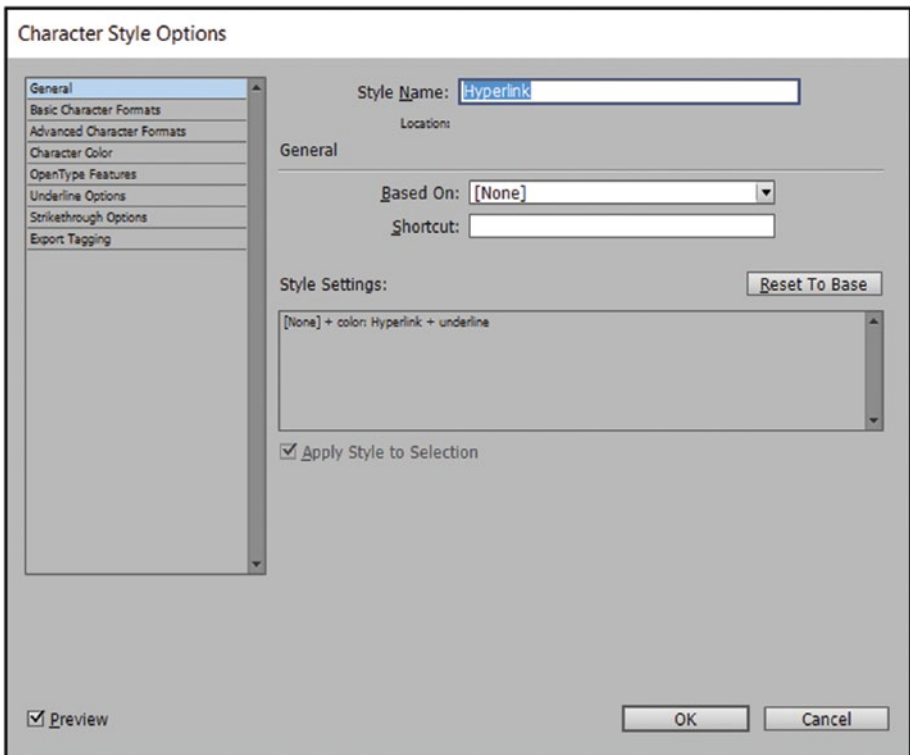 Character Style Options
General
Basic Character Formats
Advanced Character Formats
Character Color
OpenType Features
Underline Options
Strikethrough Options
Export Tagging
Style Name: Hyperlink
Location:
General
Based On: [None]
Shortcut:
Style Settings:
Reset To Base
[None] + color: Hyperlink + underline
Apply Style to Selection
Preview
OK
Cancel